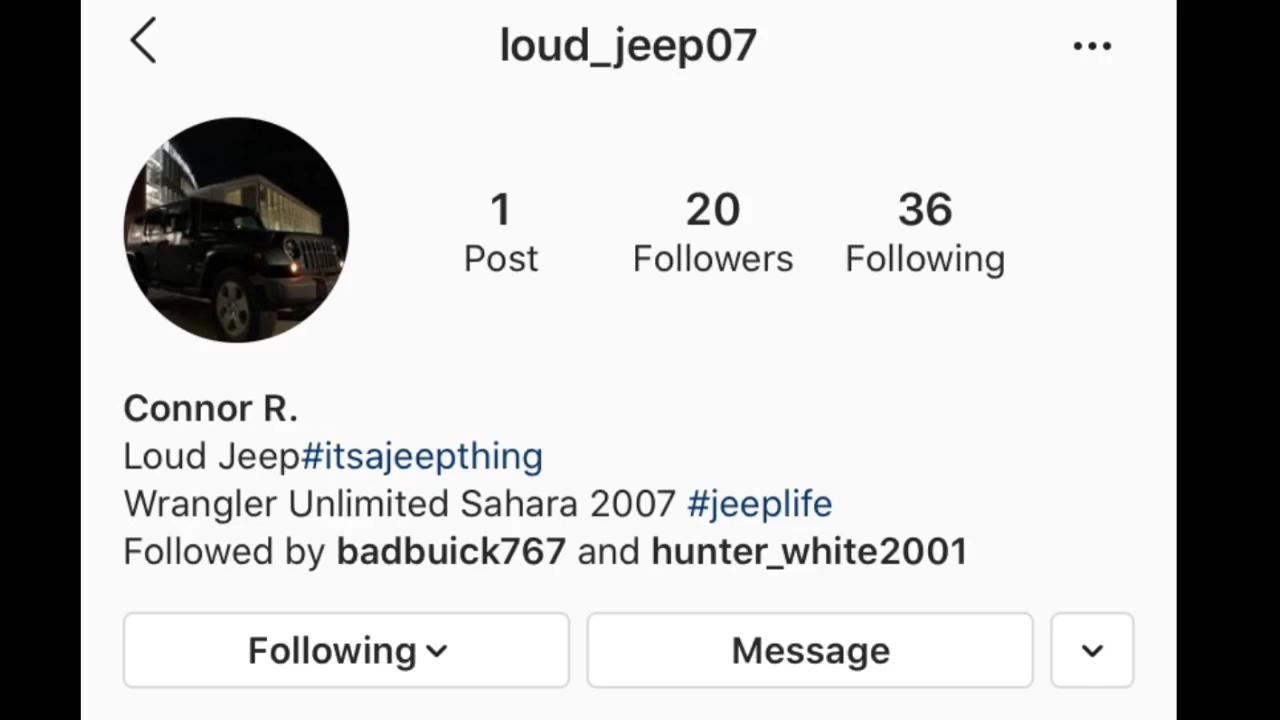 loud_jeep07
1 20 36
Post Followers Following
Connor R.
Loud Jeep#itsajeepthing
Wrangler Unlimited Sahara 2007 #jeeplife
Followed by badbuick767 and hunter_white2001
Following Message